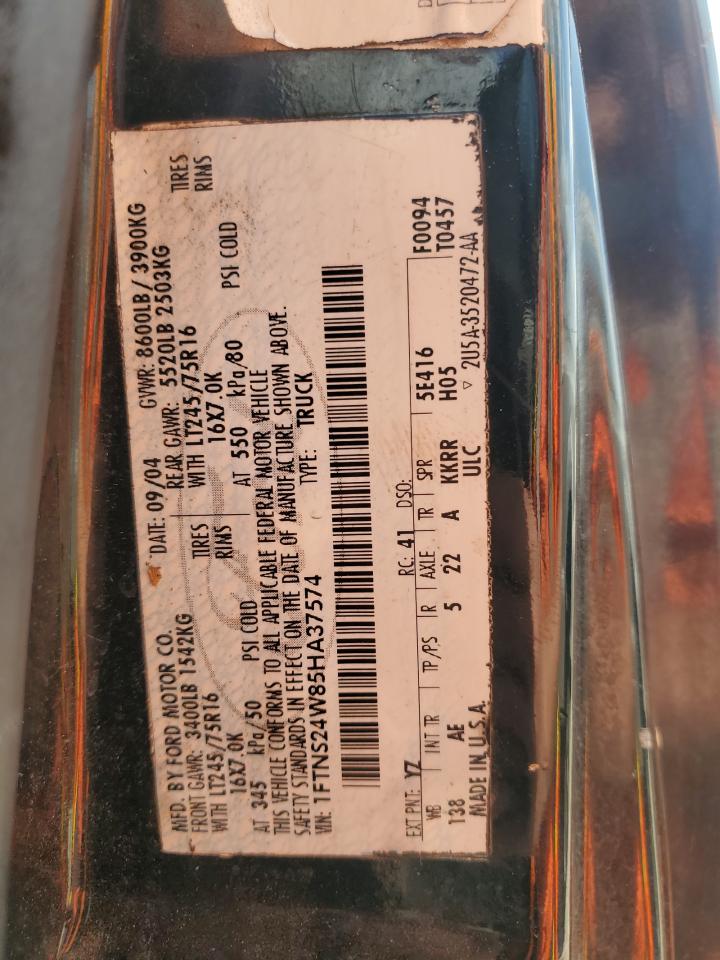 MFD. BY FORD MOTOR CO.
DATE: 09/04 GVWR: 8600LB/ 3900KG
FRONT GAWR: 3400LB 1542KG REAR GAWR: 5520LB 2503KG
WITH LT245/75R16 TIRES WITH LT245/75R16 TIRES
16X7.0K RIMS 16X7.0K RIMS
AT 345 kPa/50 PSI COLD AT 550 kPa/80 PSI COLD
THIS VEHICLE CONFORMS TO ALL APPLICABLE FEDERAL MOTOR VEHICLE
SAFETY STANDARDS IN EFFECT ON THE DATE OF MANUFACTURE SHOWN ABOVE.
VIN: 1FTNS24W85HA37574 TYPE: TRUCK
EXT PNT: YZ RC: 41 DSO:
WB INT TR TP/PS R AXLE TR SPR 5E416 F0094
138 AE 5 22 A KKRR H05 T0457
MADE IN U.S.A. ULC ▽ 2U5A-3520472-AA